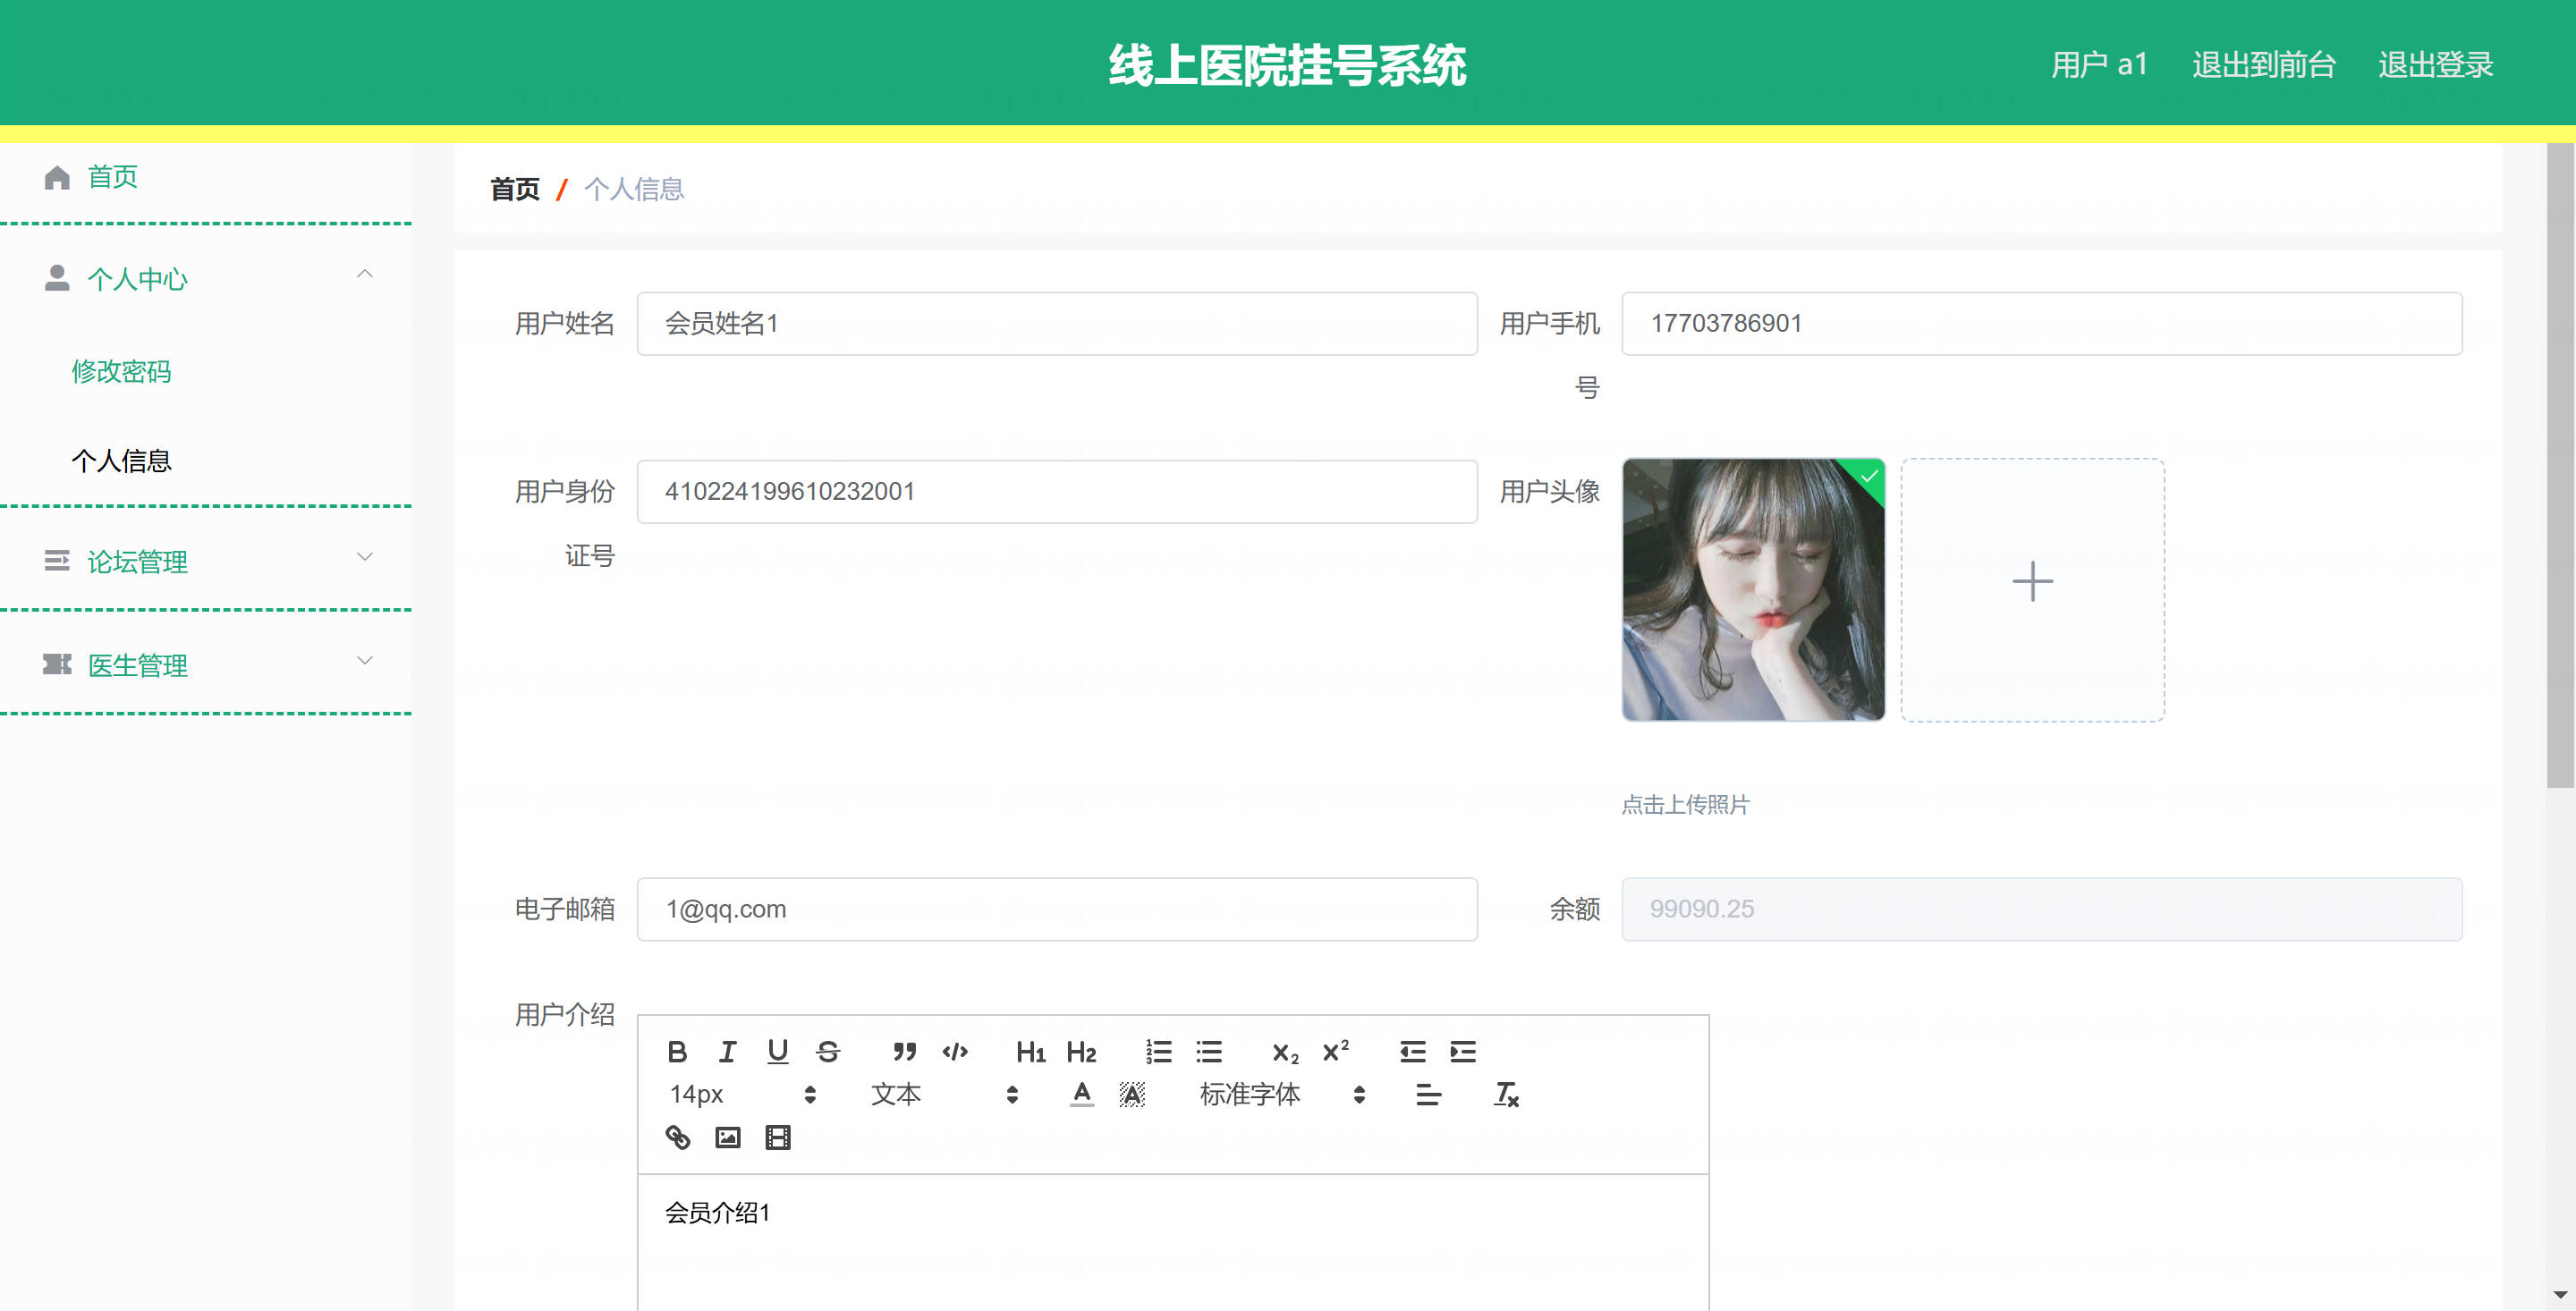 线上医院挂号系统
用户 a1 退出到前台 退出登录
首页
个人中心
修改密码
个人信息
论坛管理
医生管理
首页 / 个人信息
用户姓名 会员姓名1
用户手机
号
17703786901
用户身份
证号
410224199610232001
用户头像
点击上传照片
电子邮箱 1@qq.com
余额 99090.25
用户介绍
B I U S H1 H2 X2 X2
14px 文本 A A 标准字体 Tx
会员介绍1